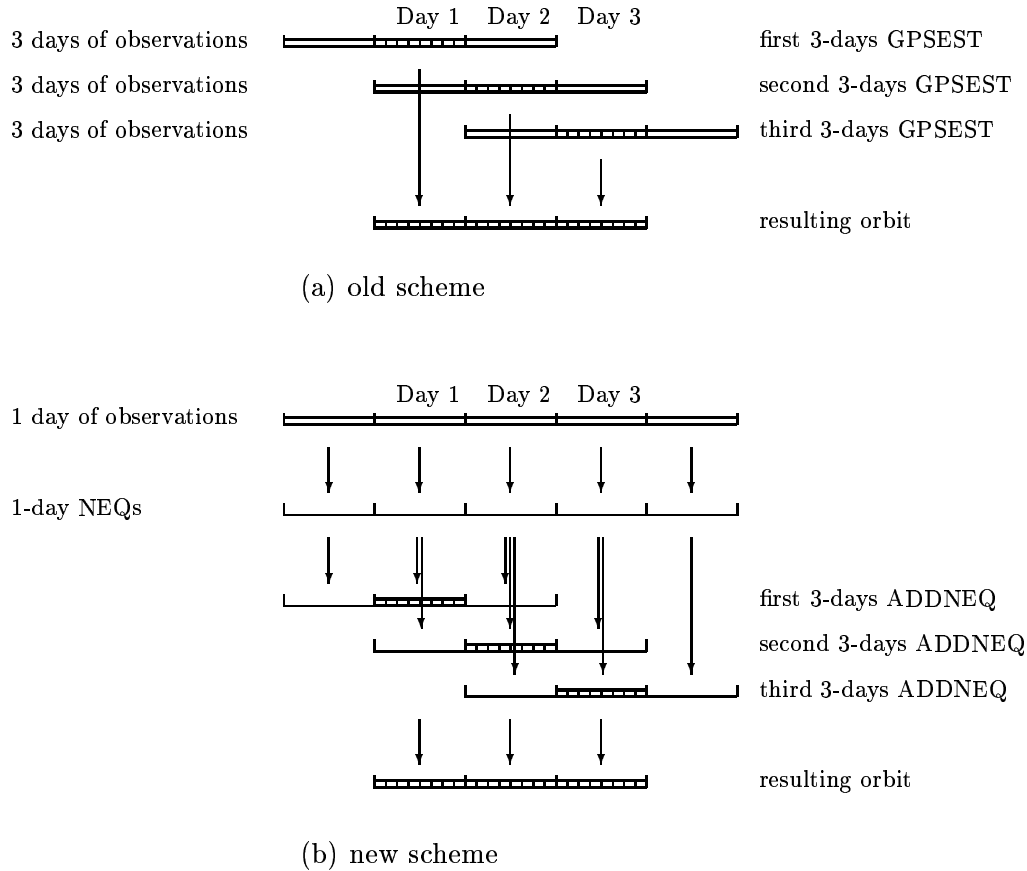 Day 1 Day 2 Day 3
3 days of observations first 3-days GPSEST
3 days of observations second 3-days GPSEST
3 days of observations third 3-days GPSEST
resulting orbit
(a) old scheme
Day 1 Day 2 Day 3
1 day of observations
1-day NEQs
first 3-days ADDNEQ
second 3-days ADDNEQ
third 3-days ADDNEQ
resulting orbit
(b) new scheme